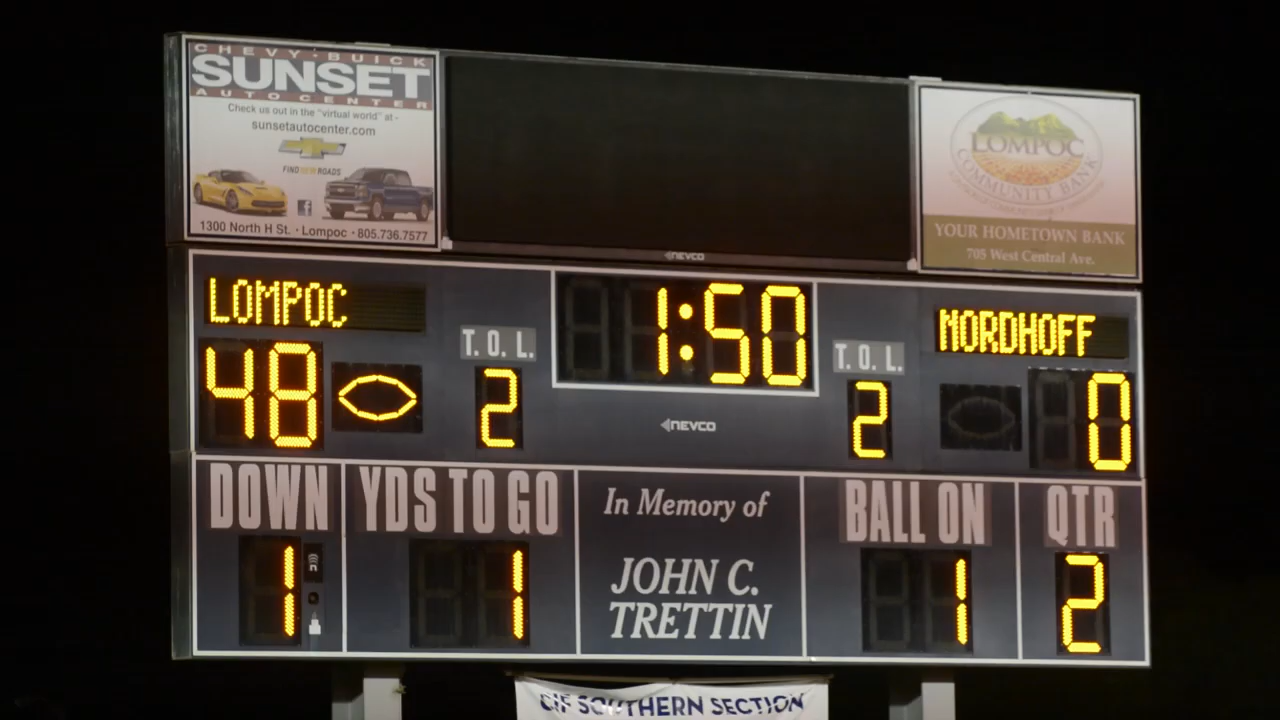 CHEVY · BUICK
SUNSET
AUTO CENTER
Check us out in the "virtual world" at -
sunsetautocenter.com
FIND NEW ROADS
1300 North H St. · Lompoc · 805.736.7577
LOMPOC
COMMUNITY BANK
YOUR HOMETOWN BANK
705 West Central Ave.
NEVCO
LOMPOC
1:50
NORDHOFF
T.O.L.
T.O.L.
48
2
2
0
NEVCO
DOWN
YDS TO GO
In Memory of
BALL ON
QTR
1
1
JOHN C.
TRETTIN
1
2
CIF SOUTHERN SECTION